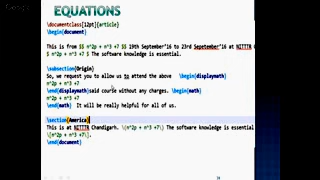 EQUATIONS
\documentclass[12pt]{article}
\begin{document}
This is from $$ n^2p + n^3 +7 $$ 19th September'16 to 23rd Sepetember'16 at NITTTR
$ n^2p + n^3 +7 $ The software knowledge is essential.
\subsection{Origin}
So, we request you to allow us to attend the above \begin{displaymath}
n^2p + n^3 +7
\end{displaymath}said course without any charges. \begin{math}
n^2p + n^3 +7
\end{math} It will be really helpful for all of us.
\section{America}
This is at NITTTR Chandigarh. \(n^2p + n^3 +7\) The software knowledge is essential
\[n^2p + n^3 +7\].
\end{document}